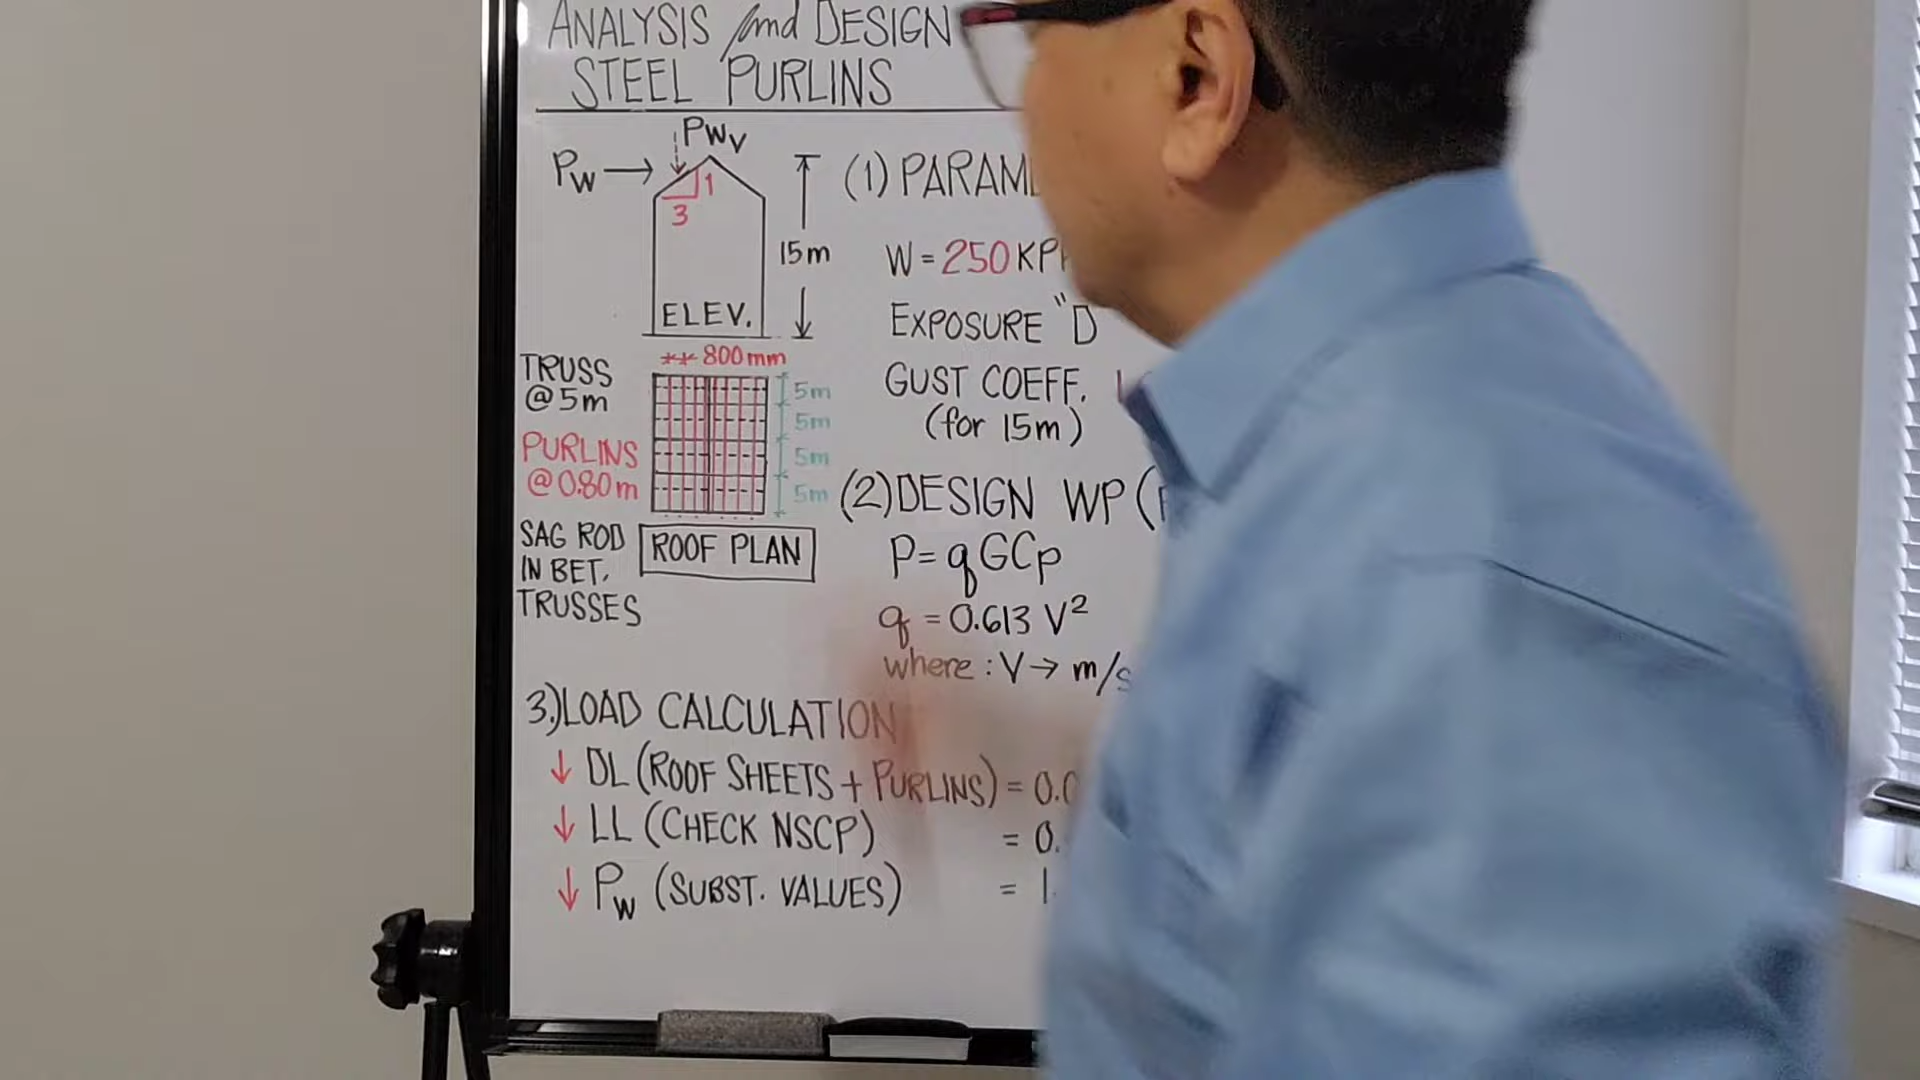 ANALYSIS and DESIGN
STEEL PURLINS
PWV
PW
1
3
15m
ELEV.
800mm
TRUSS
@5m
5m
5m
PURLINS
@0.80m
5m
5m
SAG ROD
IN BET.
TRUSSES
ROOF PLAN
(1) PARAM
W = 250 KPH
EXPOSURE "D
GUST COEFF.
(for 15m)
(2) DESIGN WP (
P = qGCp
q = 0.613 V²
where : V → m/s
3.) LOAD CALCULATION
↓ DL (ROOF SHEETS + PURLINS) = 0.0
↓ LL (CHECK NSCP) = 0.
↓ PW (SUBST. VALUES) = 1.